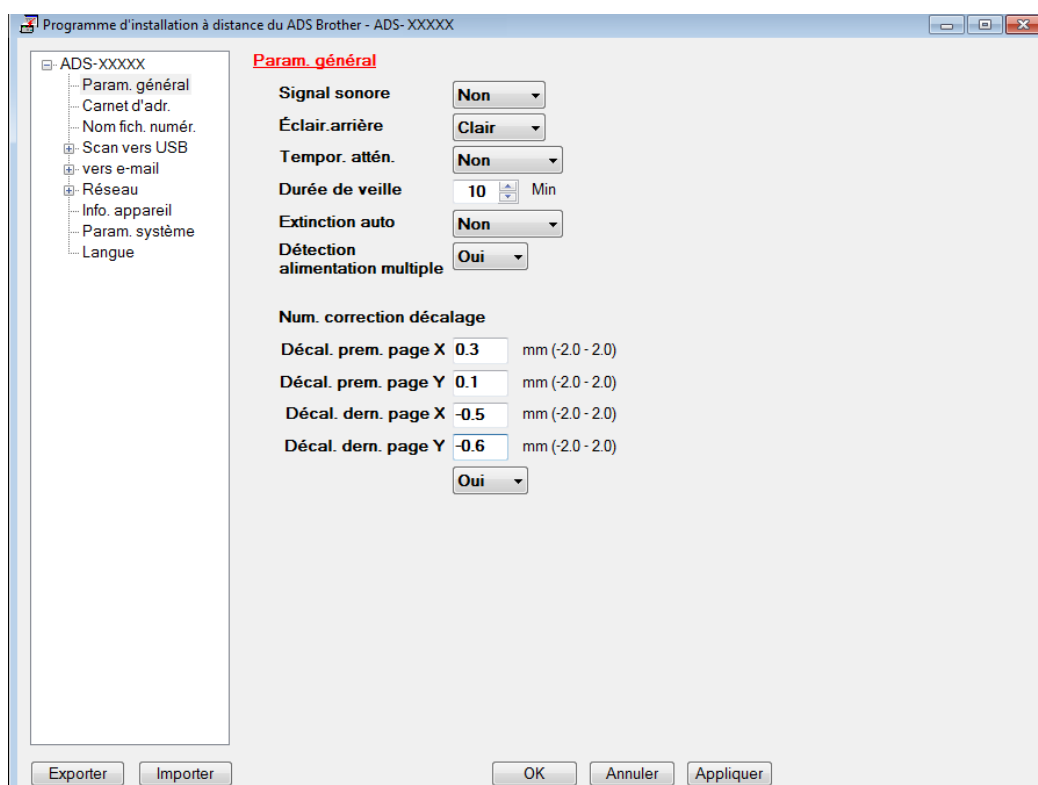 Programme d'installation à distance du ADS Brother - ADS- XXXXX
ADS-XXXXX
Param. général
Carnet d'adr.
Nom fich. numér.
Scan vers USB
vers e-mail
Réseau
Info. appareil
Param. système
Langue
Param. général
Signal sonore Non
Éclair.arrière Clair
Tempor. attén. Non
Durée de veille 10 Min
Extinction auto Non
Détection
alimentation multiple Oui
Num. correction décalage
Décal. prem. page X 0.3 mm (-2.0 - 2.0)
Décal. prem. page Y 0.1 mm (-2.0 - 2.0)
Décal. dern. page X -0.5 mm (-2.0 - 2.0)
Décal. dern. page Y -0.6 mm (-2.0 - 2.0)
Oui
Exporter Importer OK Annuler Appliquer